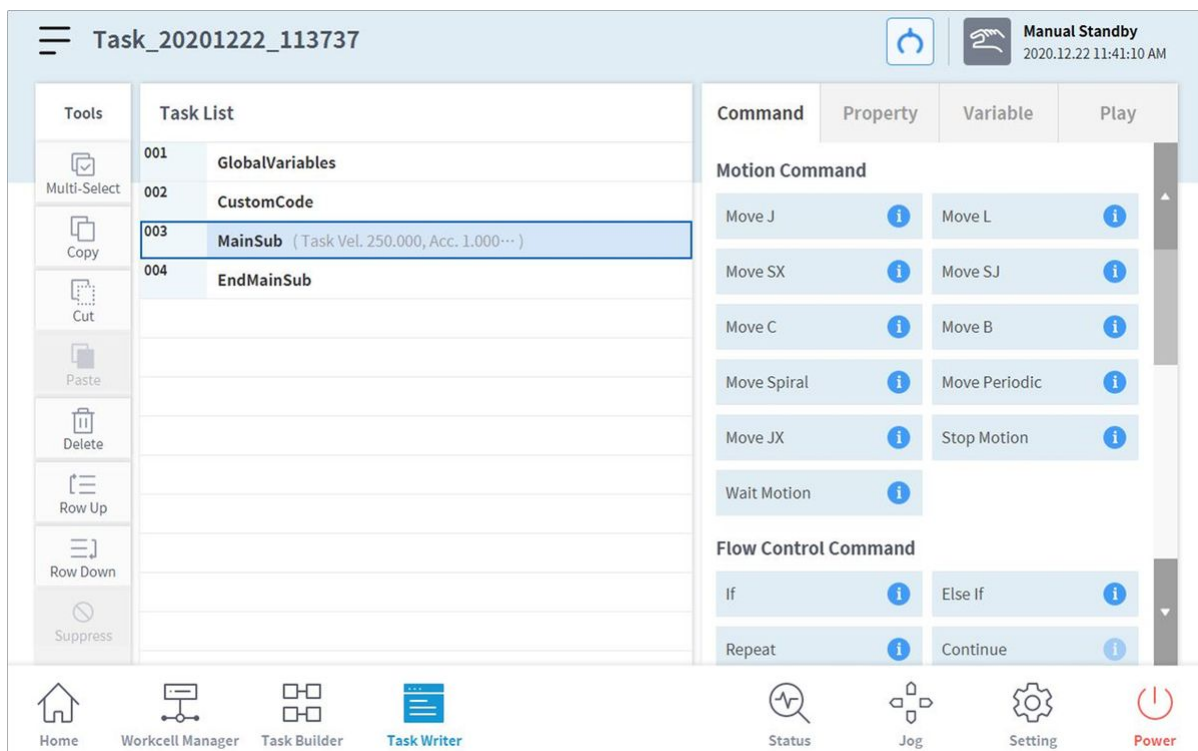 Task_20201222_113737
Manual Standby
2020.12.22 11:41:10 AM
Tools
Multi-Select
Copy
Cut
Paste
Delete
Row Up
Row Down
Suppress
Task List
001 GlobalVariables
002 CustomCode
003 MainSub ( Task Vel. 250.000, Acc. 1.000··· )
004 EndMainSub
Command Property Variable Play
Motion Command
Move J i Move L i
Move SX i Move SJ i
Move C i Move B i
Move Spiral i Move Periodic i
Move JX i Stop Motion i
Wait Motion i
Flow Control Command
If i Else If i
Repeat i Continue i
Home Workcell Manager Task Builder Task Writer Status Jog Setting Power